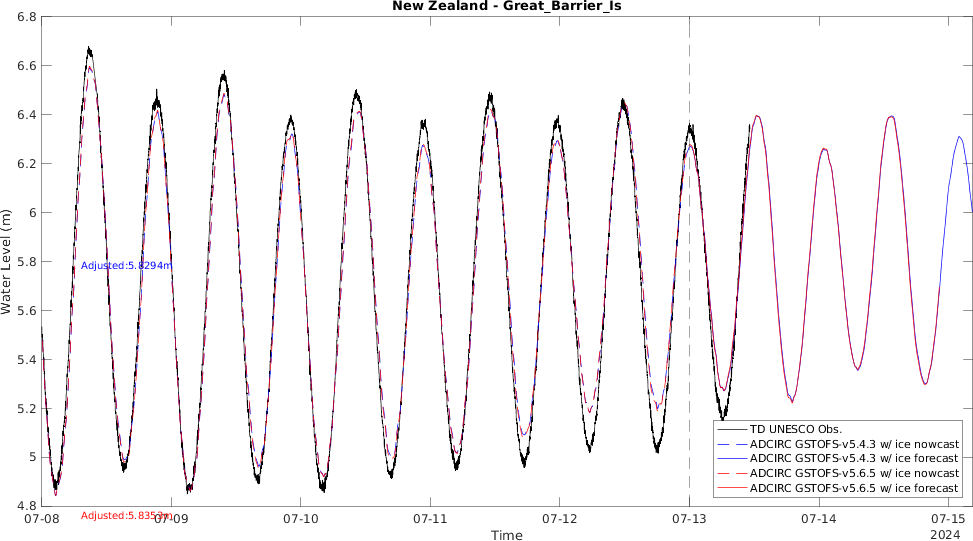 New Zealand - Great_Barrier_Is
Water Level (m)
6.8
6.6
6.4
6.2
6
5.8
5.6
5.4
5.2
5
4.8
Adjusted:5.8294m
TD UNESCO Obs.
ADCIRC GSTOFS-v5.4.3 w/ ice nowcast
ADCIRC GSTOFS-v5.4.3 w/ ice forecast
ADCIRC GSTOFS-v5.6.5 w/ ice nowcast
ADCIRC GSTOFS-v5.6.5 w/ ice forecast
Adjusted:5.8353m
07-08 07-09 07-10 07-11 07-12 07-13 07-14 07-15
Time
2024